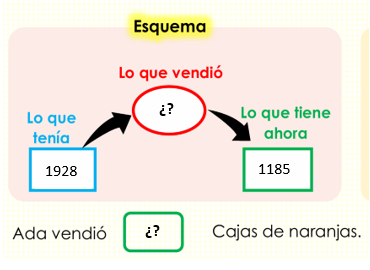 Esquema
Lo que vendió
¿?
Lo que
tenía
1928
Lo que tiene
ahora
1185
Ada vendió ¿? Cajas de naranjas.